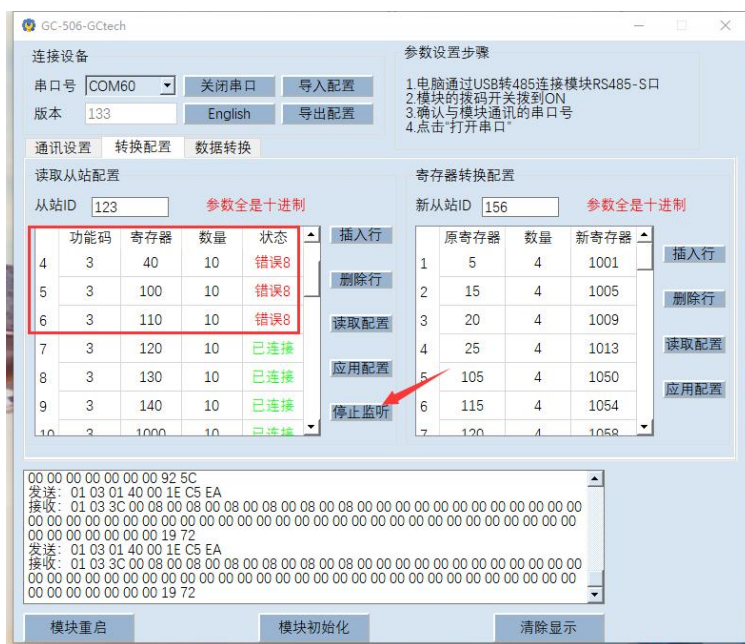 GC-506-GCtech
连接设备
串口号 COM60 关闭串口 导入配置
版本 133 English 导出配置
参数设置步骤
1.电脑通过USB转485连接模块RS485-S口
2.模块的拨码开关拨到ON
3.确认与模块通讯的串口号
4.点击“打开串口”
通讯设置 转换配置 数据转换
读取从站配置
从站ID 123 参数全是十进制
功能码 寄存器 数量 状态
4 3 40 10 错误8
5 3 100 10 错误8
6 3 110 10 错误8
7 3 120 10 已连接
8 3 130 10 已连接
9 3 140 10 已连接
10 3 1000 10 已连接
插入行
删除行
读取配置
应用配置
停止监听
寄存器转换配置
新从站ID 156 参数全是十进制
原寄存器 数量 新寄存器
1 5 4 1001
2 15 4 1005
3 20 4 1009
4 25 4 1013
5 105 4 1050
6 115 4 1054
7 120 4 1058
插入行
删除行
读取配置
应用配置
00 00 00 00 00 00 00 92 5C
发送: 01 03 01 40 00 1E C5 EA
接收: 01 03 3C 00 08 00 08 00 08 00 08 00 08 00 08 00 00 00 00 00 00 00 00 00 00
00 00 00 00 00 00 00 00 00 00 00 00 00 00 00 00 00 00 00 00 00 00 00 00 00 00 00
00 00 00 00 00 00 00 19 72
发送: 01 03 01 40 00 1E C5 EA
接收: 01 03 3C 00 08 00 08 00 08 00 08 00 08 00 08 00 00 00 00 00 00 00 00 00 00
00 00 00 00 00 00 00 00 00 00 00 00 00 00 00 00 00 00 00 00 00 00 00 00 00 00 00
00 00 00 00 00 00 00 19 72
模块重启 模块初始化 清除显示